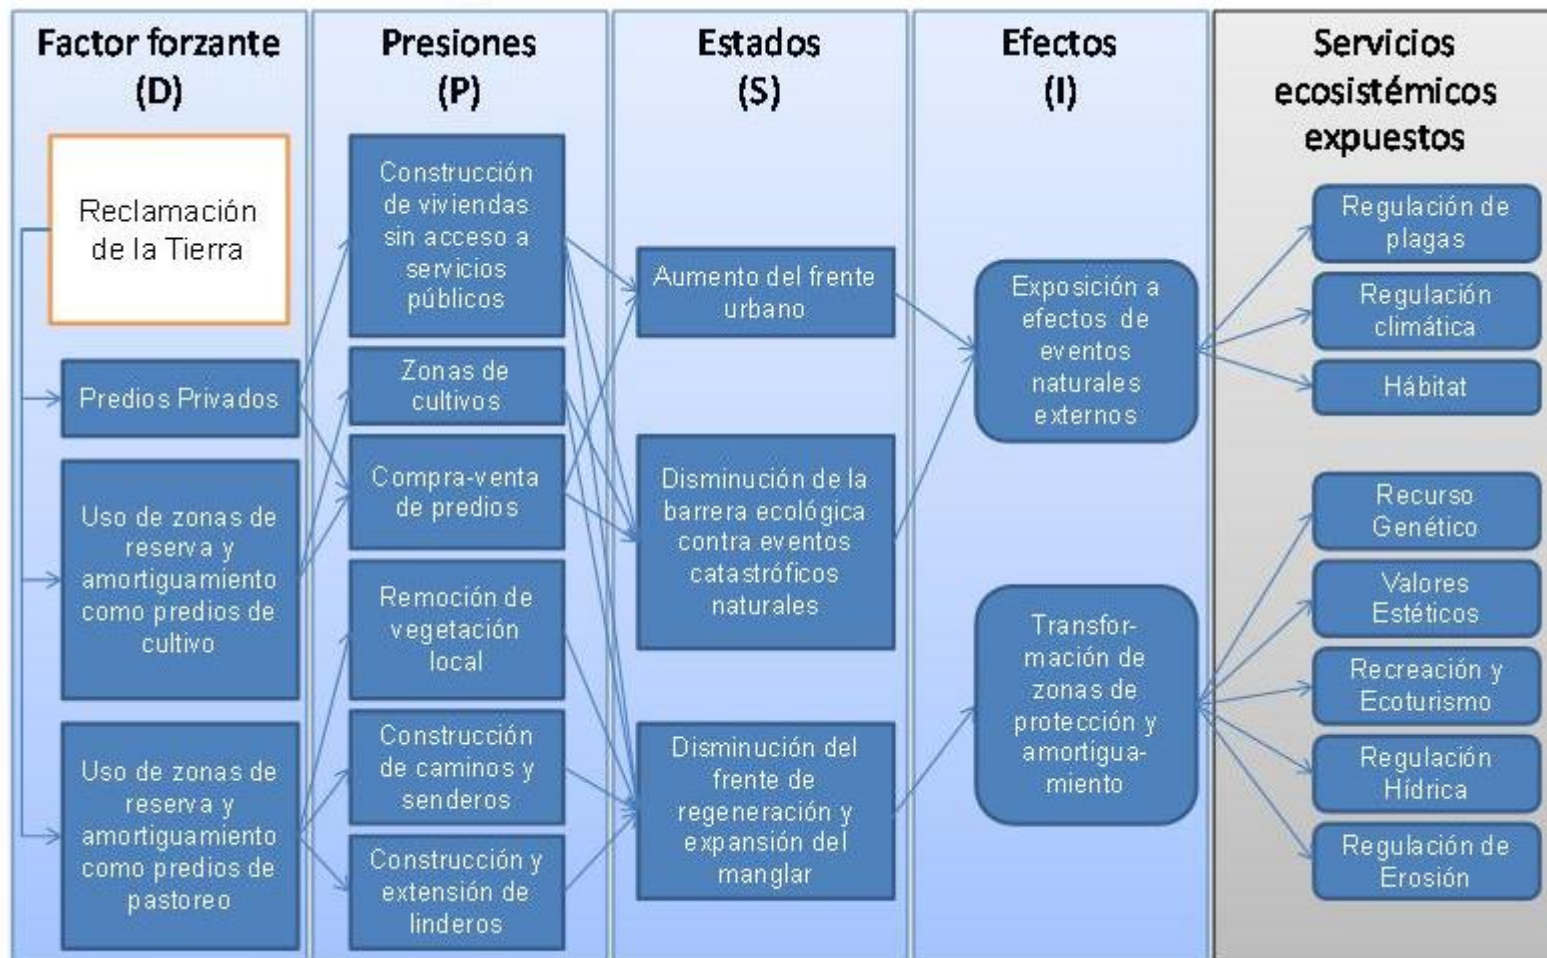 Factor forzante
(D)
Reclamación
de la Tierra
Predios Privados
Uso de zonas de
reserva y
amortiguamiento
como predios de
cultivo
Uso de zonas de
reserva y
amortiguamiento
como predios de
pastoreo
Presiones
(P)
Construcción
de viviendas
sin acceso a
servicios
públicos
Zonas de
cultivos
Compra-venta
de predios
Remoción de
vegetación
local
Construcción
de caminos y
senderos
Construcción y
extensión de
linderos
Estados
(S)
Aumento del frente
urbano
Disminución de la
barrera ecológica
contra eventos
catastróficos
naturales
Disminución del
frente de
regeneración y
expansión del
manglar
Efectos
(I)
Exposición a
efectos de
eventos
naturales
externos
Transfor-
mación de
zonas de
protección y
amortigua-
miento
Servicios
ecosistémicos
expuestos
Regulación de
plagas
Regulación
climática
Hábitat
Recurso
Genético
Valores
Estéticos
Recreación y
Ecoturismo
Regulación
Hídrica
Regulación de
Erosión